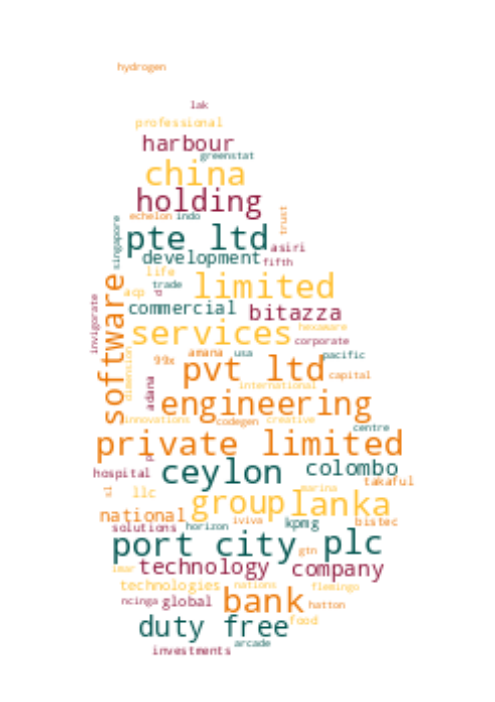 hydrogen
lak
professional
harbour
greenstat
china
holding
trust
echelon indo
singapore
pte ltd
asiri
development
fifth
life
trade
software
acp
limited
invigorate
commercial bitazza
services
hexaware
corporate
amana usa pacific
99x
dimension
pvt ltd
capital
international
adana
engineering
innovations codegen creative
centre
private limited
ceylon colombo
hospital
takaful
marina
llc
group lanka
national
iviva
bistec
solutions horizon kpmg
port city plc
gtn
technology company
technologies nations flemingo
ncinga global bank hatton
duty free
food
arcade
investments